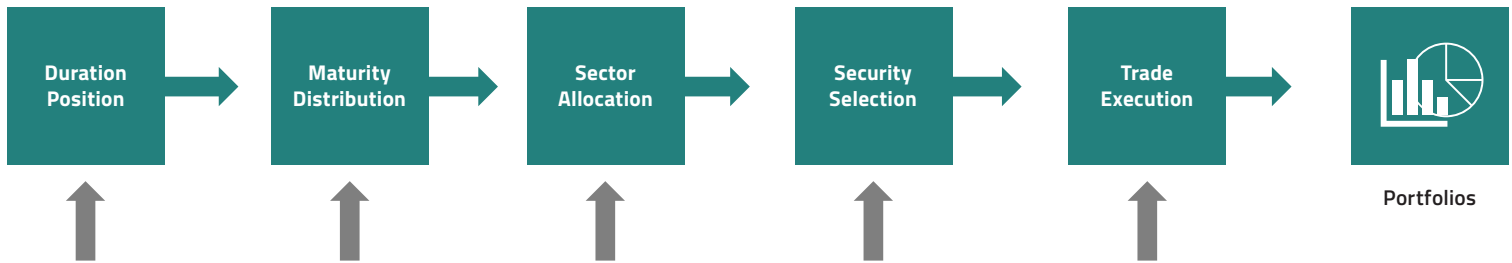 Duration
Position
Maturity
Distribution
Sector
Allocation
Security
Selection
Trade
Execution
Portfolios